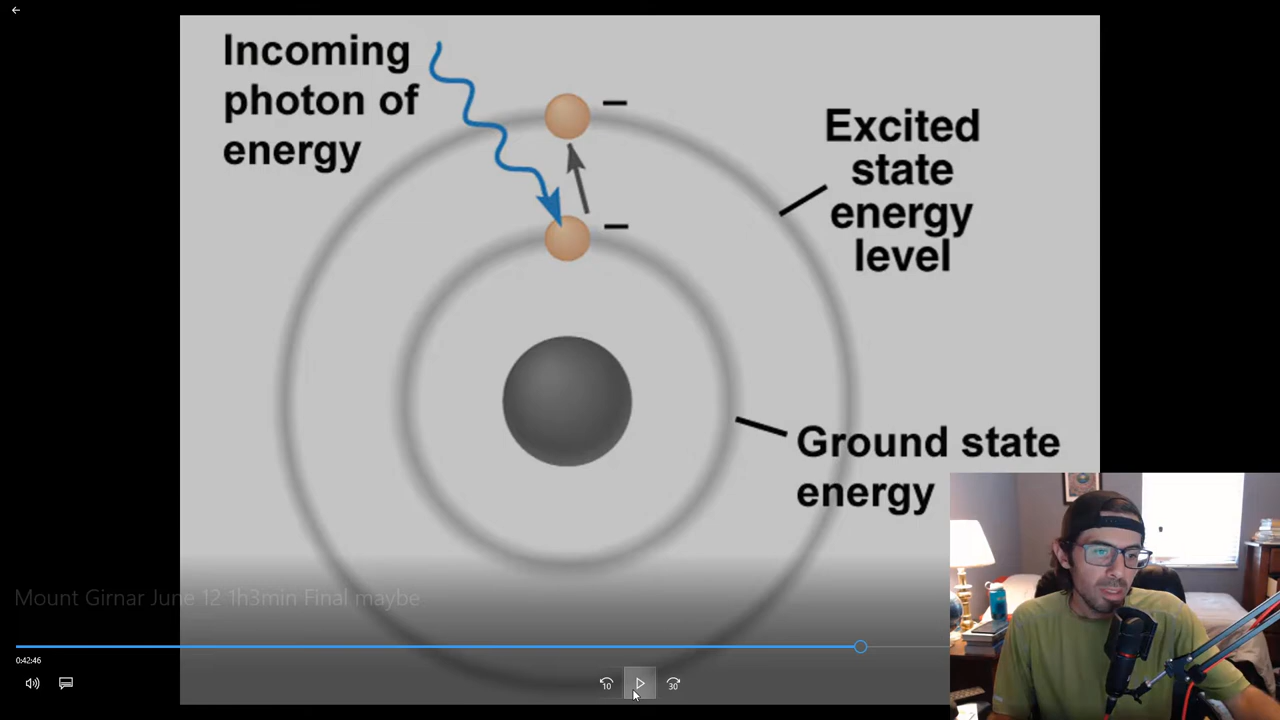 Incoming
photon of
energy
–
–
Excited
state
energy
level
Ground state
energy
Mount Girnar June 12 1h3min Final maybe
0:42:46
10
30